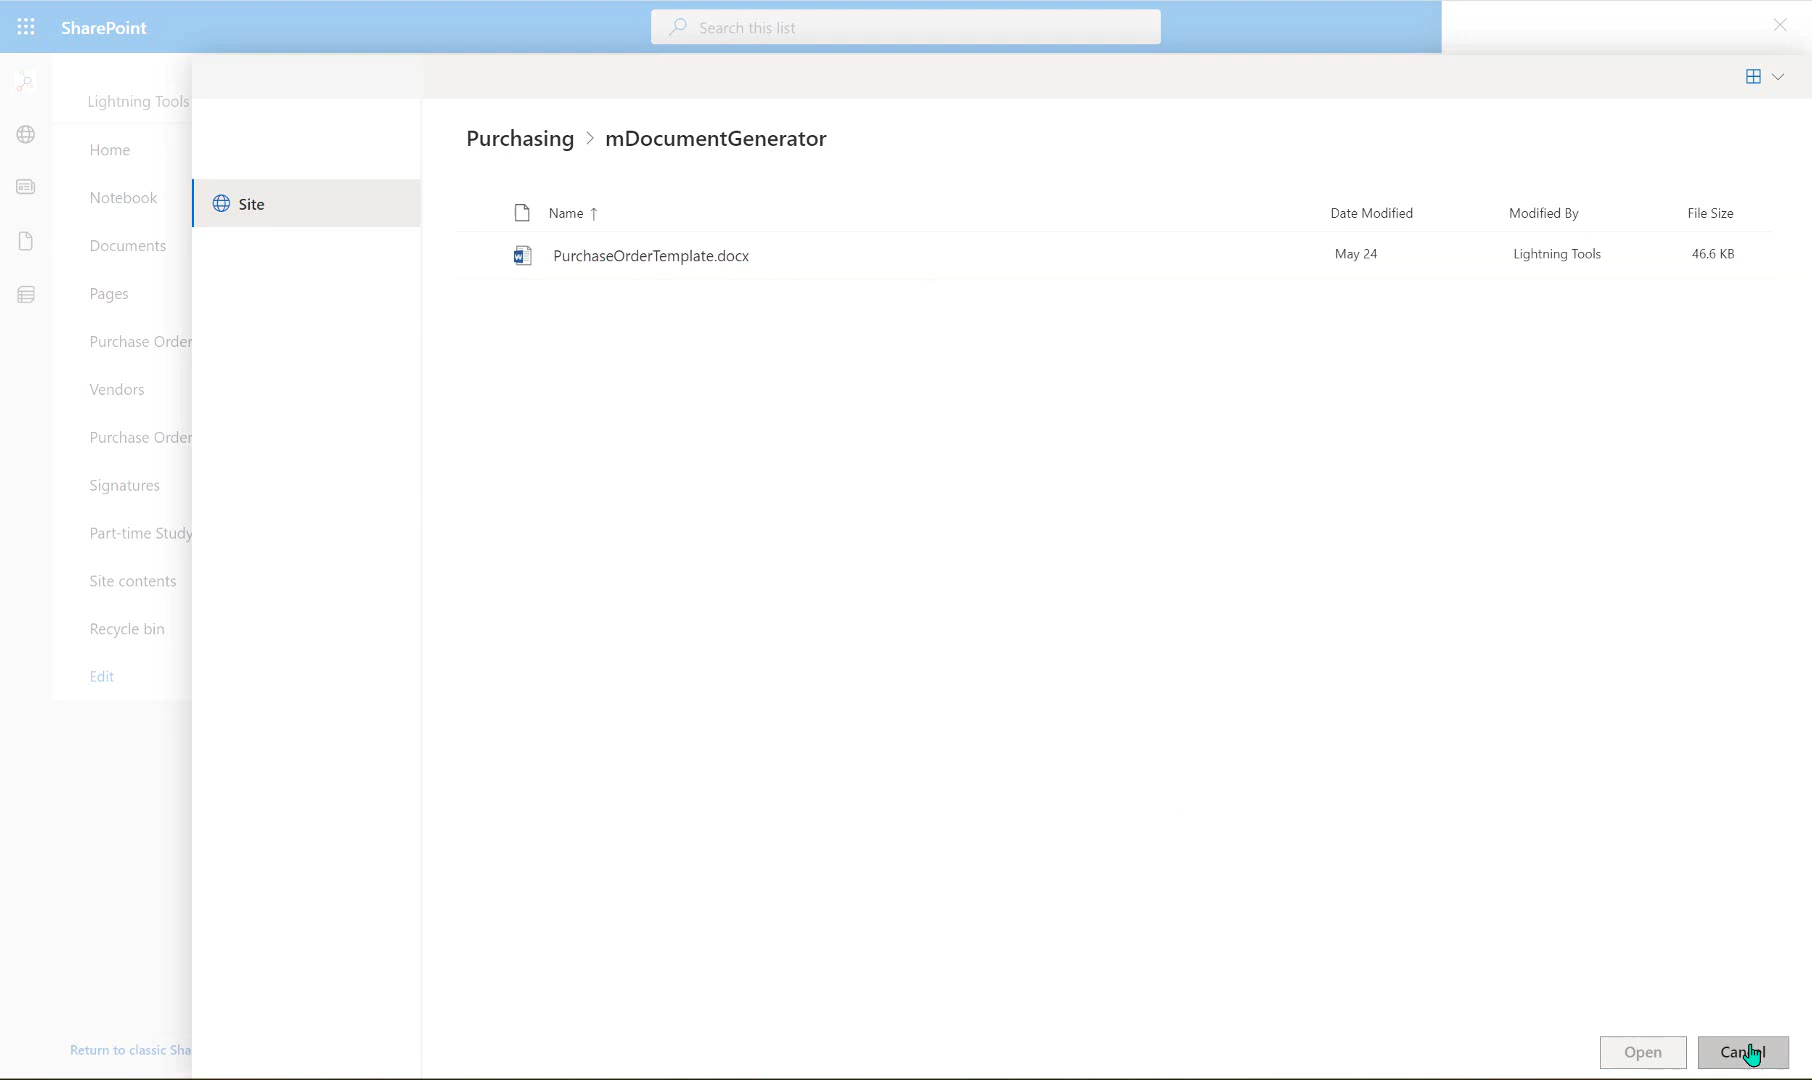 SharePoint
Search this list
Lightning Tools
Home
Notebook
Documents
Pages
Purchase Order
Vendors
Purchase Order
Signatures
Part-time Study
Site contents
Recycle bin
Edit
Return to classic Sha
Site
Purchasing > mDocumentGenerator
Name ↑ Date Modified Modified By File Size
PurchaseOrderTemplate.docx May 24 Lightning Tools 46.6 KB
Open
Cancel